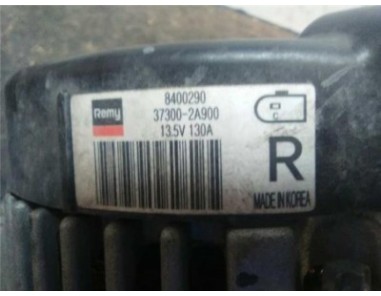 Remy
8400290
37300-2A900
13.5V 130A
C
R
MADE IN KOREA